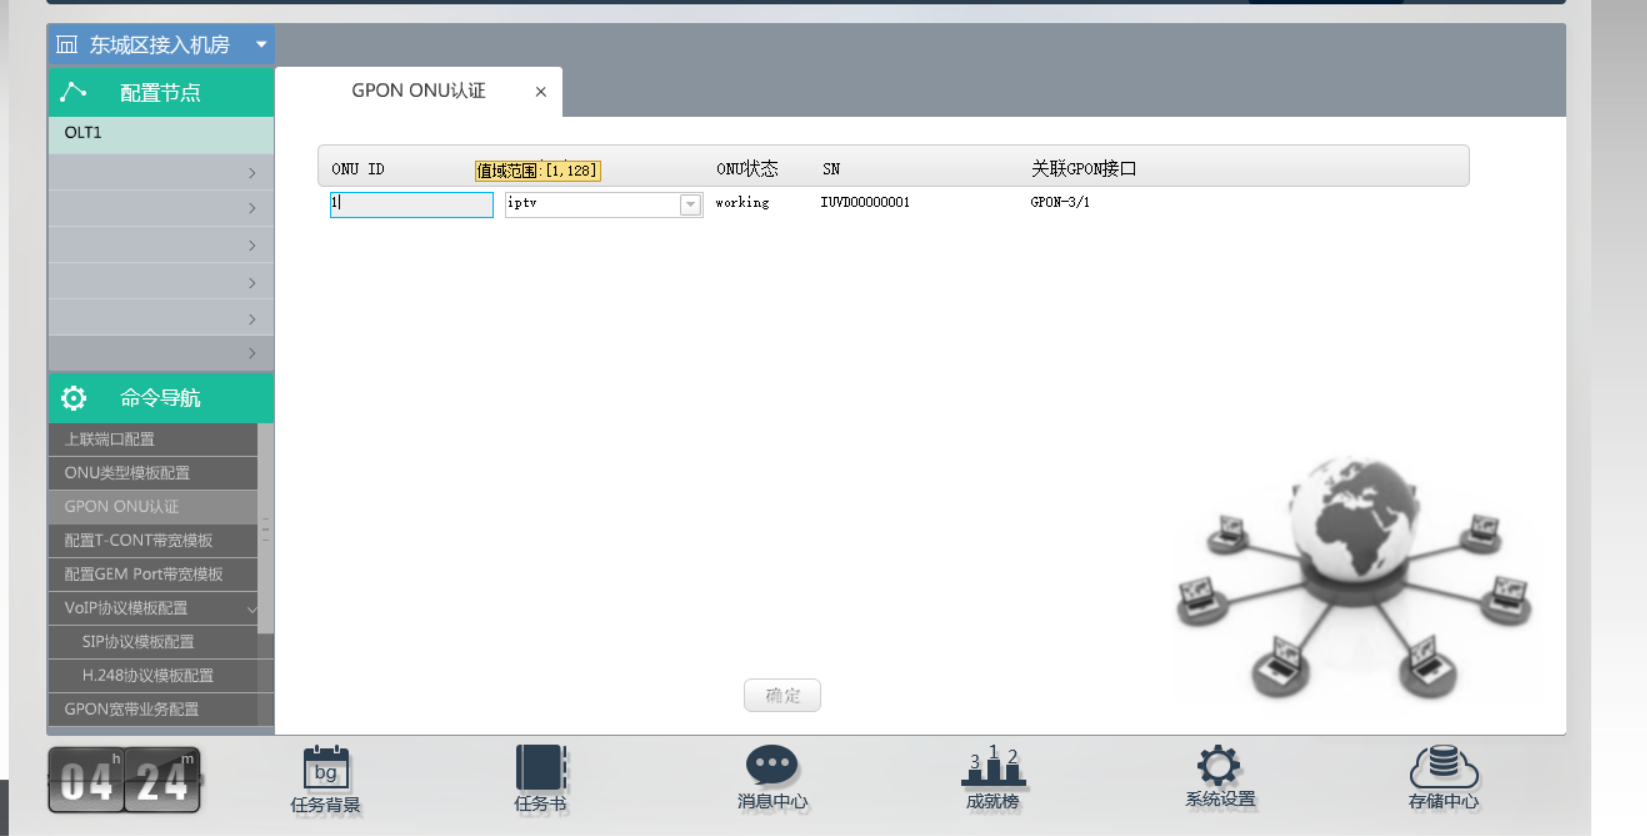 东城区接入机房
配置节点
GPON ONU认证 ×
OLT1
ONU ID 值域范围:[1,128] ONU状态 SN 关联GPON接口
1 iptv working IUVD00000001 GPON-3/1
命令导航
上联端口配置
ONU类型模板配置
GPON ONU认证
配置T-CONT带宽模板
配置GEM Port带宽模板
VoIP协议模板配置
SIP协议模板配置
H.248协议模板配置
GPON宽带业务配置
确定
04 h 24 m
bg
任务背景
任务书
消息中心
3 1 2
成就榜
系统设置
存储中心